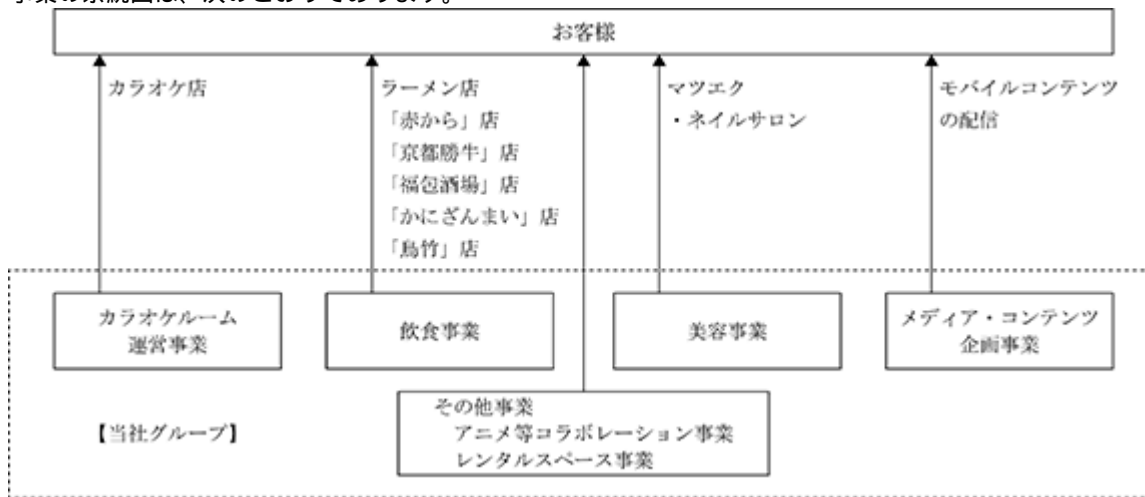 事業の系統図は、次のとおりであります。
お客様
カラオケ店
ラーメン店
「赤から」店
「京都勝牛」店
「福包酒場」店
「かにざんまい」店
「鳥竹」店
マツエク
・ネイルサロン
モバイルコンテンツ
の配信
カラオケルーム
運営事業
飲食事業
美容事業
メディア・コンテンツ
企画事業
【当社グループ】
その他事業
アニメ等コラボレーション事業
レンタルスペース事業